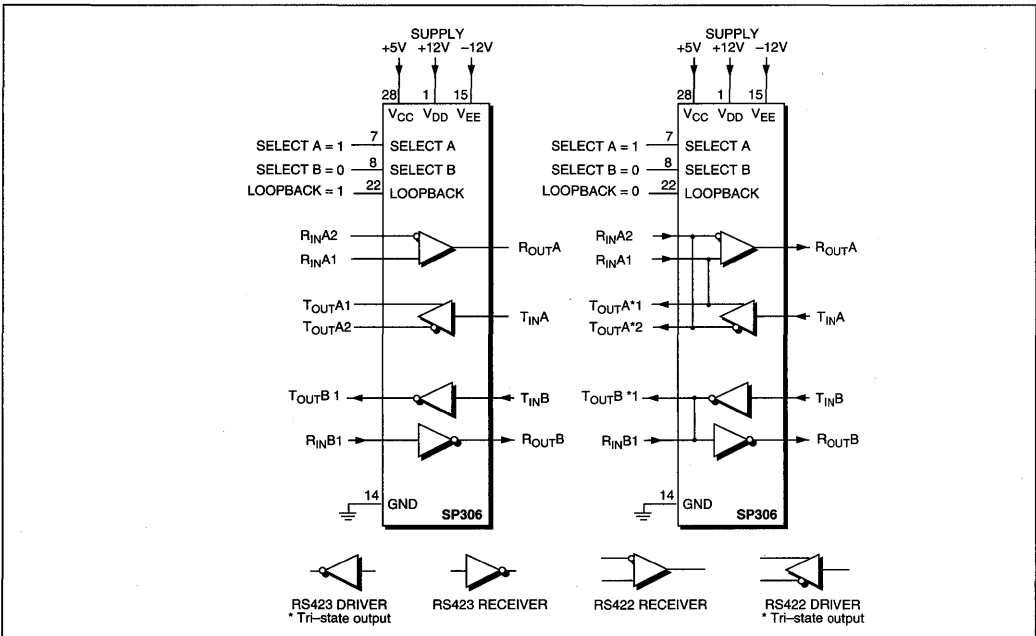 SUPPLY
+5V +12V –12V
28 1 15
VCC VDD VEE
SELECT A = 1 7 SELECT A
SELECT B = 0 8 SELECT B
LOOPBACK = 1 22 LOOPBACK
RINA2
RINA1
ROUTA
TOUTA1
TOUTA2
TINA
TOUTB 1
TINB
RINB1
ROUTB
14 GND
SP306
SUPPLY
+5V +12V –12V
28 1 15
VCC VDD VEE
SELECT A = 1 7 SELECT A
SELECT B = 0 8 SELECT B
LOOPBACK = 0 22 LOOPBACK
RINA2
RINA1
ROUTA
TOUTA*1
TOUTA*2
TINA
TOUTB *1
TINB
RINB1
ROUTB
14 GND
SP306
RS423 DRIVER
* Tri–state output
RS423 RECEIVER
RS422 RECEIVER
RS422 DRIVER
* Tri–state output